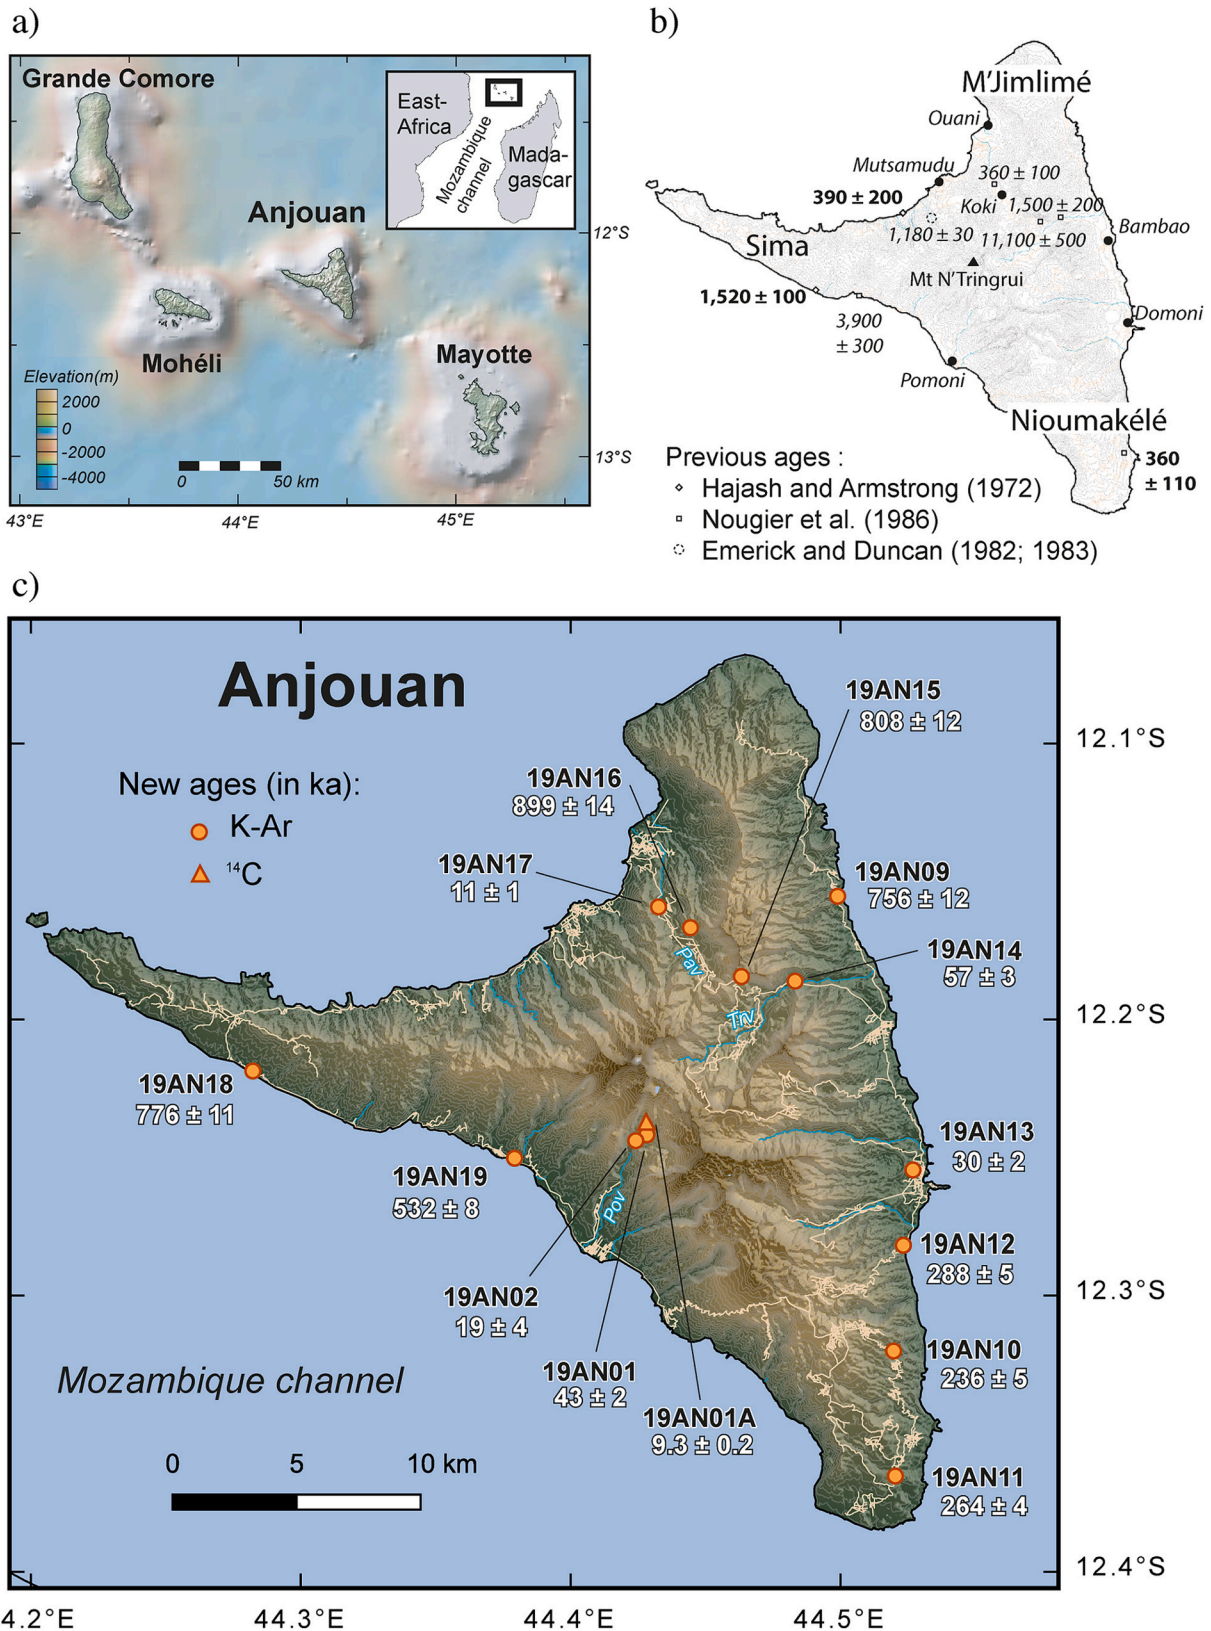 a)
Grande Comore
East-
Africa
Mozambique
channel
Mada-
gascar
Anjouan
12°S
Mohéli
Mayotte
Elevation(m)
2000
0
-2000
-4000
0
50 km
13°S
43°E
44°E
45°E
b)
M'Jimlimé
Ouani
Mutsamudu
360 ± 100
390 ± 200
Koki
1,500 ± 200
1,180 ± 30
11,100 ± 500
Bambao
Sima
Mt N'Tringrui
1,520 ± 100
3,900
± 300
Domoni
Pomoni
Nioumakélé
360
± 110
Previous ages :
Hajash and Armstrong (1972)
Nougier et al. (1986)
Emerick and Duncan (1982; 1983)
c)
Anjouan
New ages (in ka):
K-Ar
14C
19AN15
808 ± 12
19AN16
899 ± 14
19AN17
11 ± 1
19AN09
756 ± 12
19AN14
57 ± 3
Pav
Trv
19AN18
776 ± 11
19AN19
532 ± 8
19AN13
30 ± 2
Pov
19AN12
288 ± 5
19AN02
19 ± 4
19AN01
43 ± 2
19AN01A
9.3 ± 0.2
19AN10
236 ± 5
19AN11
264 ± 4
Mozambique channel
0
5
10 km
12.1°S
12.2°S
12.3°S
12.4°S
4.2°E
44.3°E
44.4°E
44.5°E